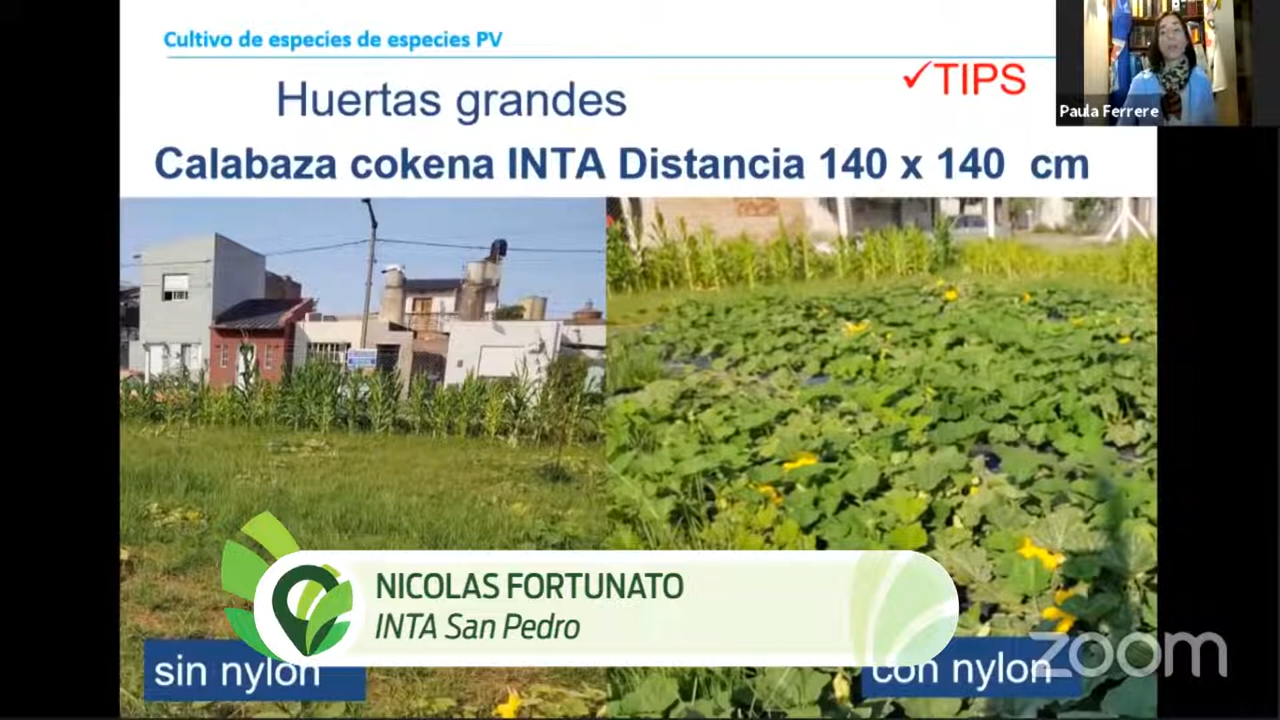 Cultivo de especies de especies PV
✓TIPS
Huertas grandes
Paula Ferrere
Calabaza cokena INTA Distancia 140 x 140 cm
NICOLAS FORTUNATO
INTA San Pedro
sin nylon
con nylon
zoom